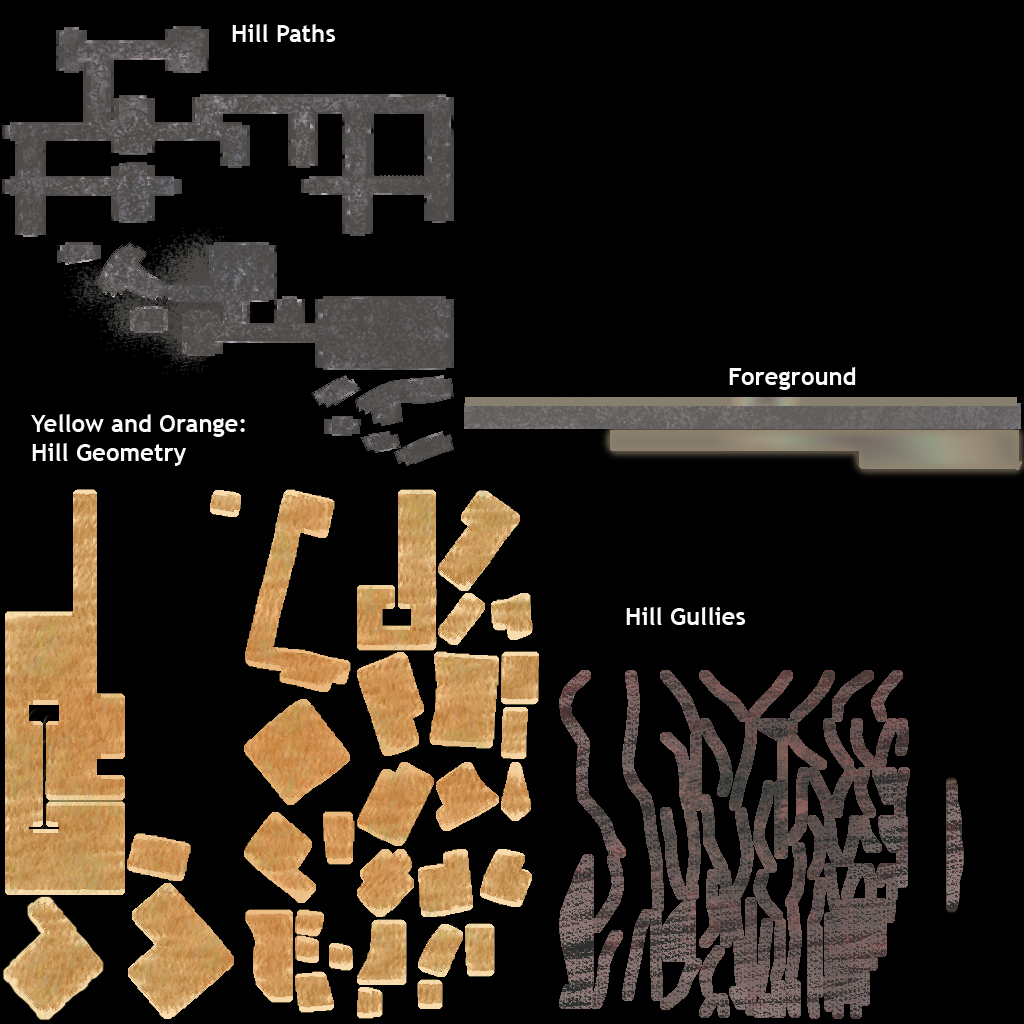 Hill Paths
Foreground
Yellow and Orange:
Hill Geometry
Hill Gullies